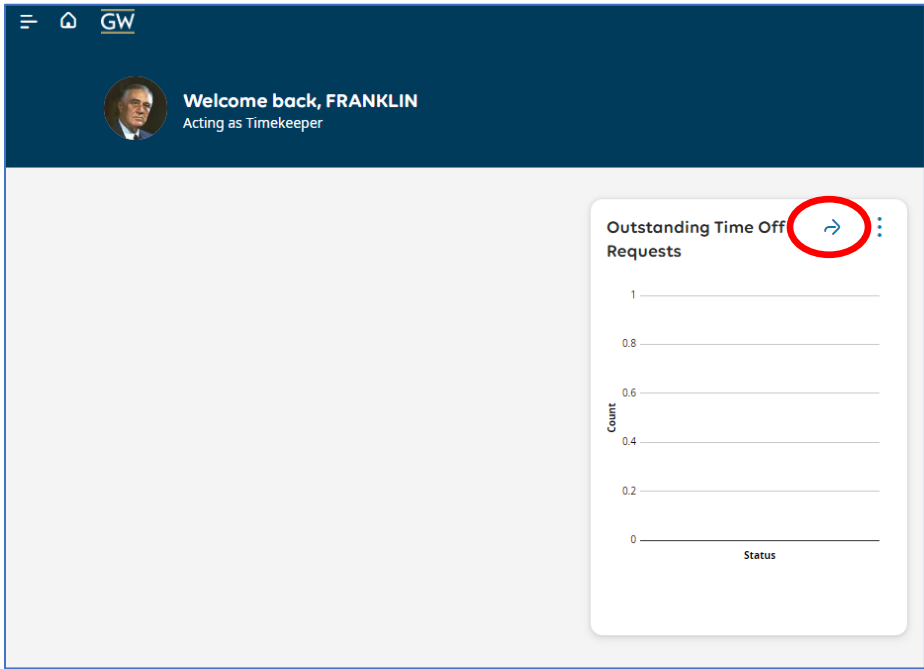 GW
Welcome back, FRANKLIN
Acting as Timekeeper
Outstanding Time Off
Requests
1
0.8
0.6
0.4
0.2
0
Count
Status